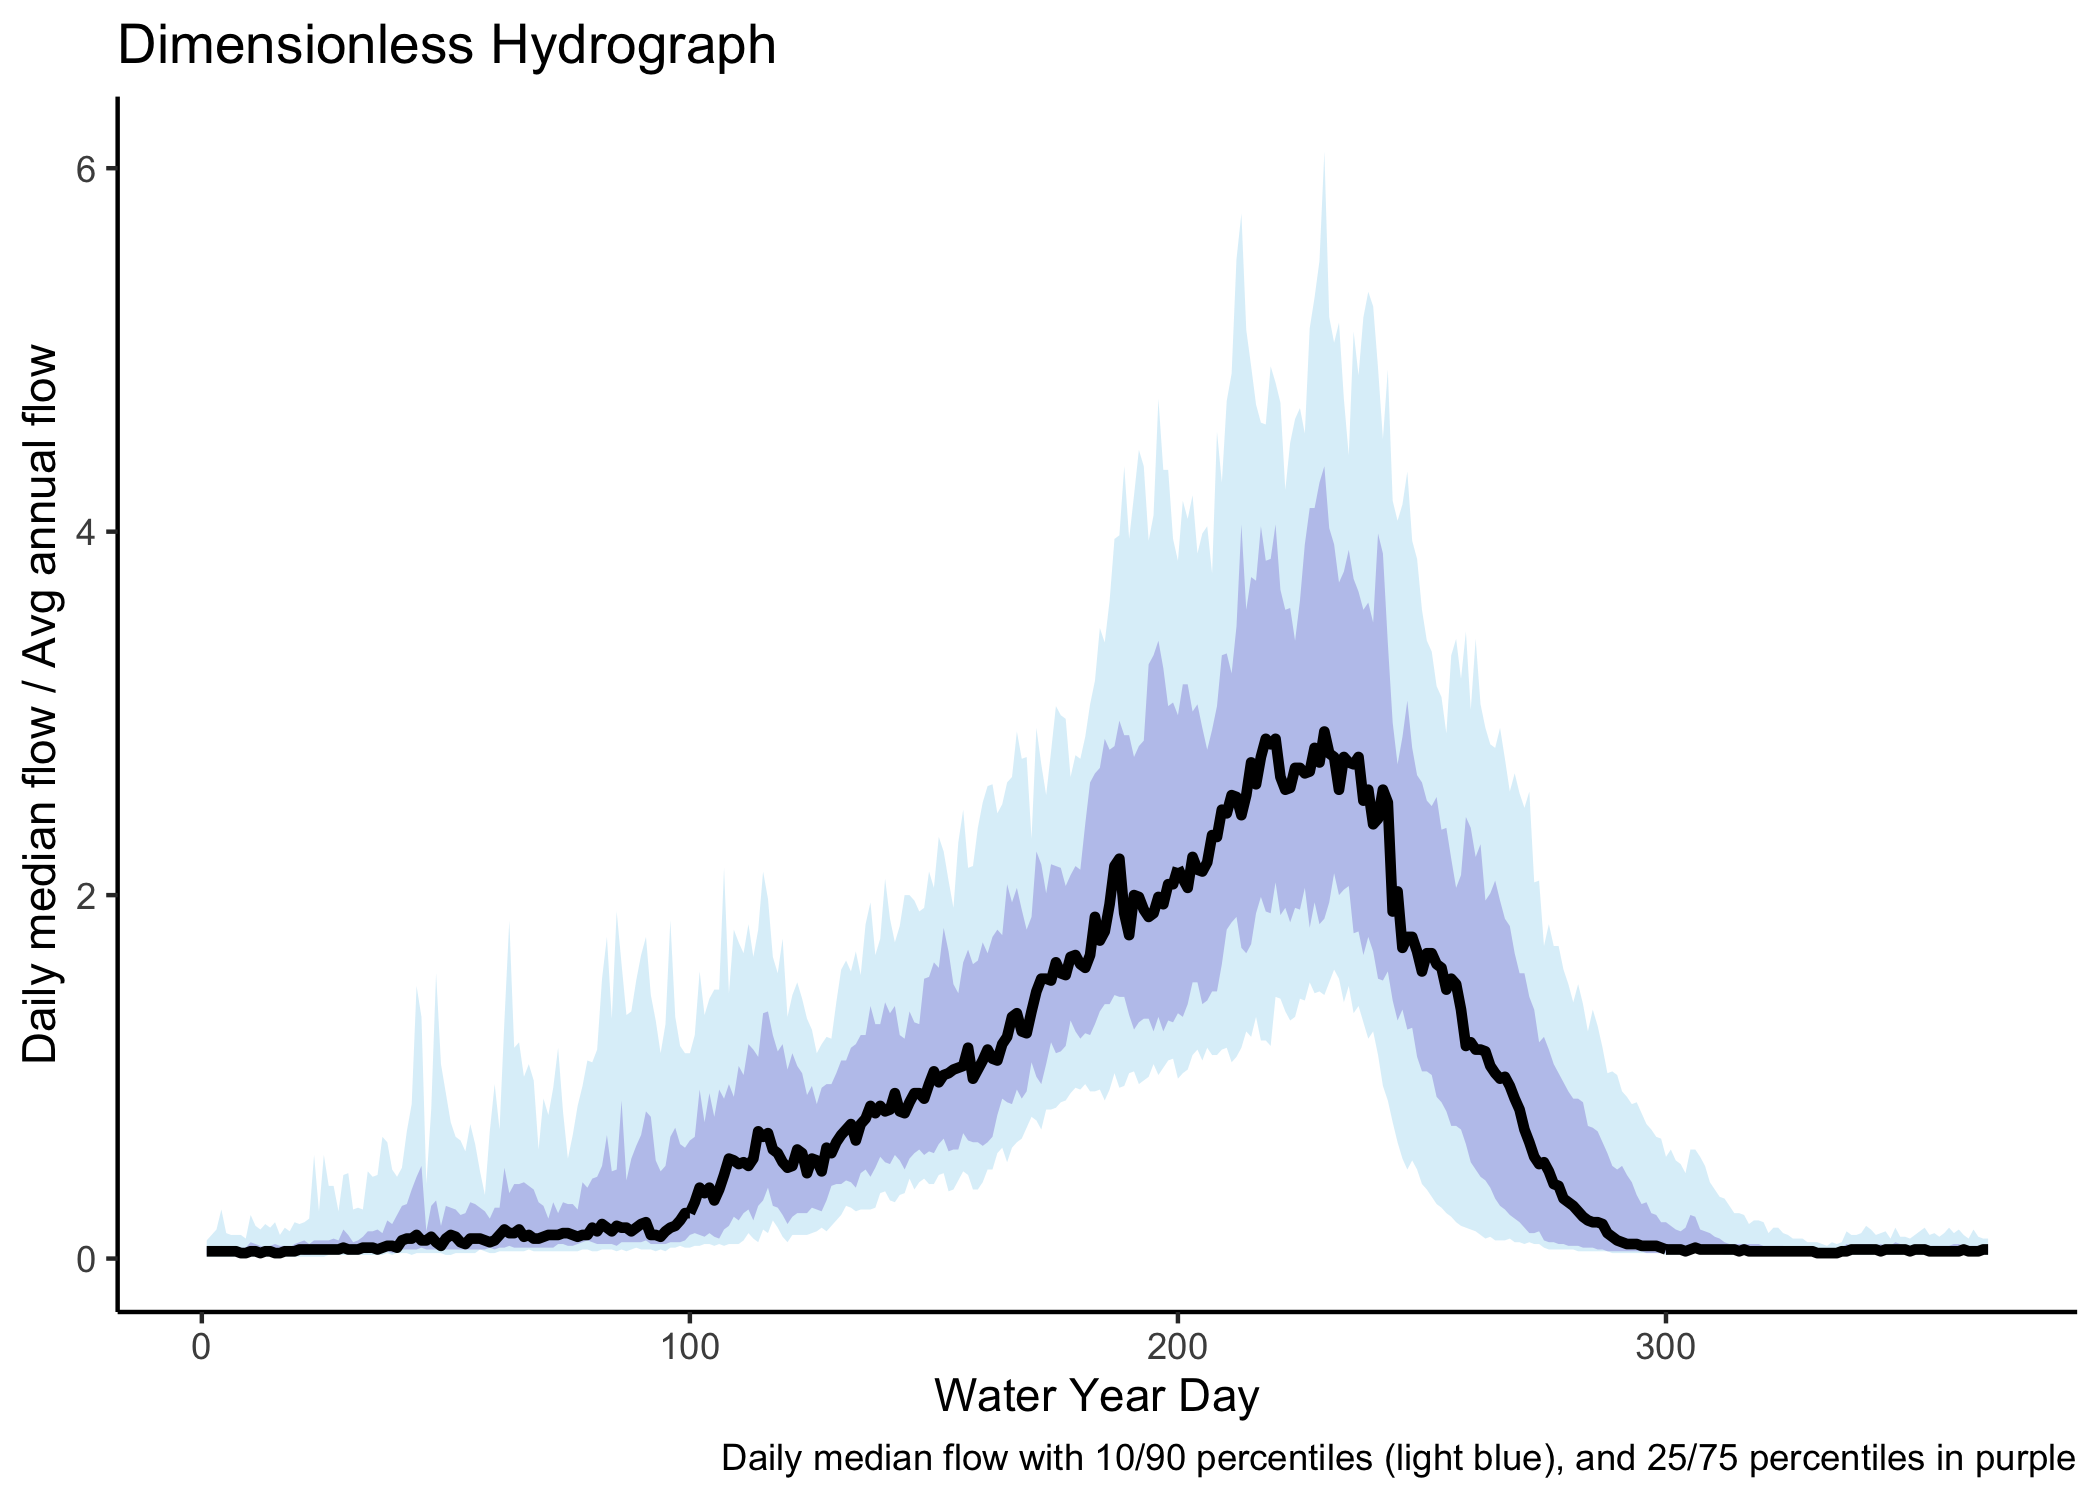 Dimensionless Hydrograph
Daily median flow / Avg annual flow
6
4
2
0
0
100
200
300
Water Year Day
Daily median flow with 10/90 percentiles (light blue), and 25/75 percentiles in purple